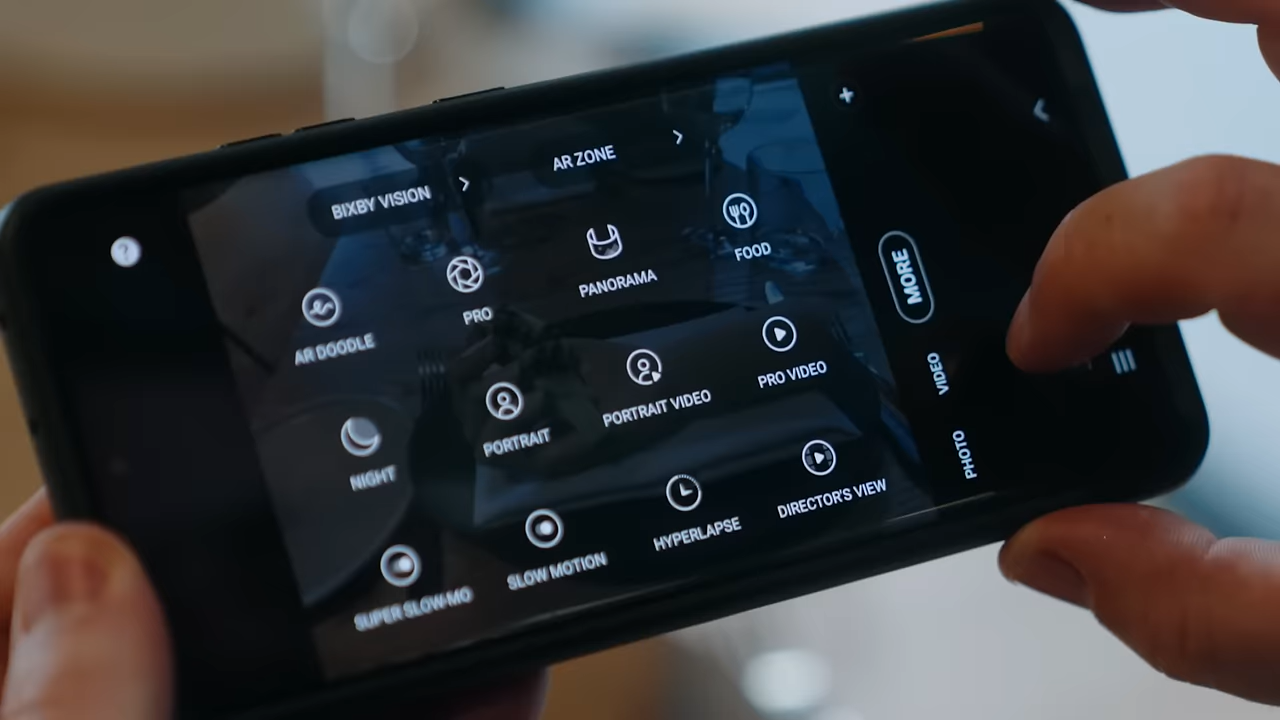 BIXBY VISION
AR ZONE
AR DOODLE
PRO
PANORAMA
FOOD
NIGHT
PORTRAIT
PORTRAIT VIDEO
PRO VIDEO
SUPER SLOW-MO
SLOW MOTION
HYPERLAPSE
DIRECTOR'S VIEW
MORE
VIDEO
PHOTO